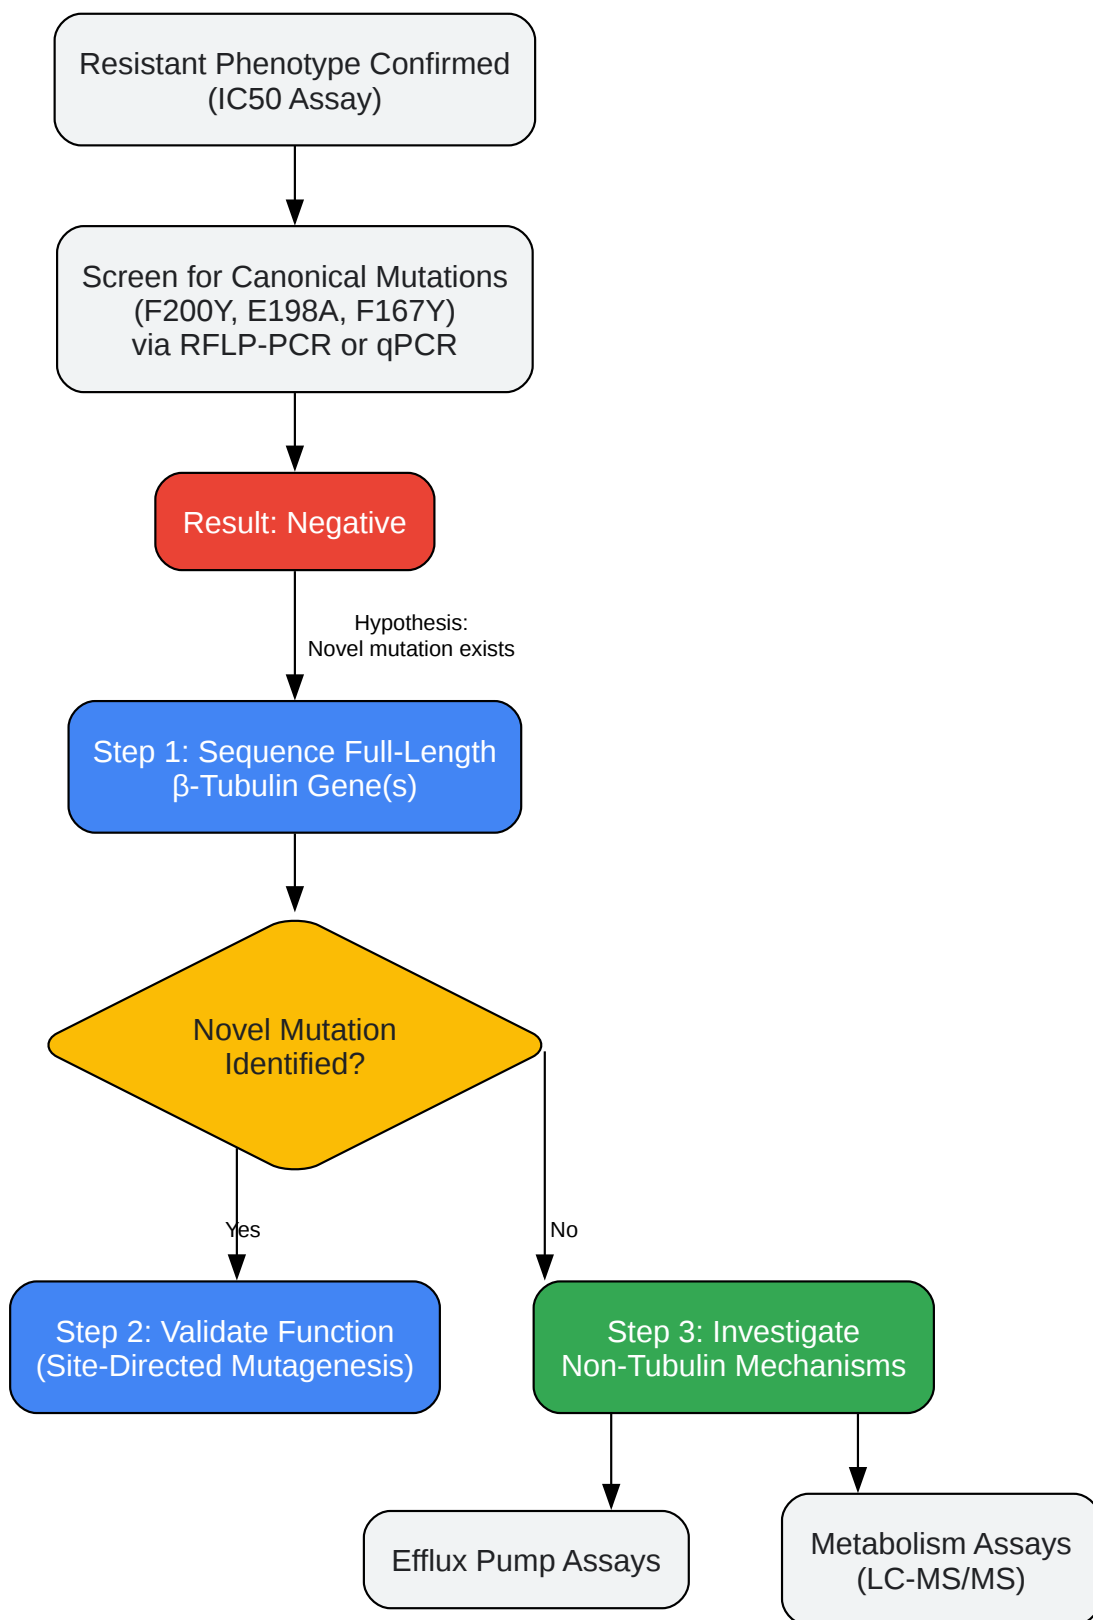 Resistant Phenotype Confirmed
(IC50 Assay)
Screen for Canonical Mutations
(F200Y, E198A, F167Y)
via RFLP-PCR or qPCR
Result: Negative
Hypothesis:
Novel mutation exists
Step 1: Sequence Full-Length
β-Tubulin Gene(s)
Novel Mutation
Identified?
Yes
No
Step 2: Validate Function
(Site-Directed Mutagenesis)
Step 3: Investigate
Non-Tubulin Mechanisms
Efflux Pump Assays
Metabolism Assays
(LC-MS/MS)